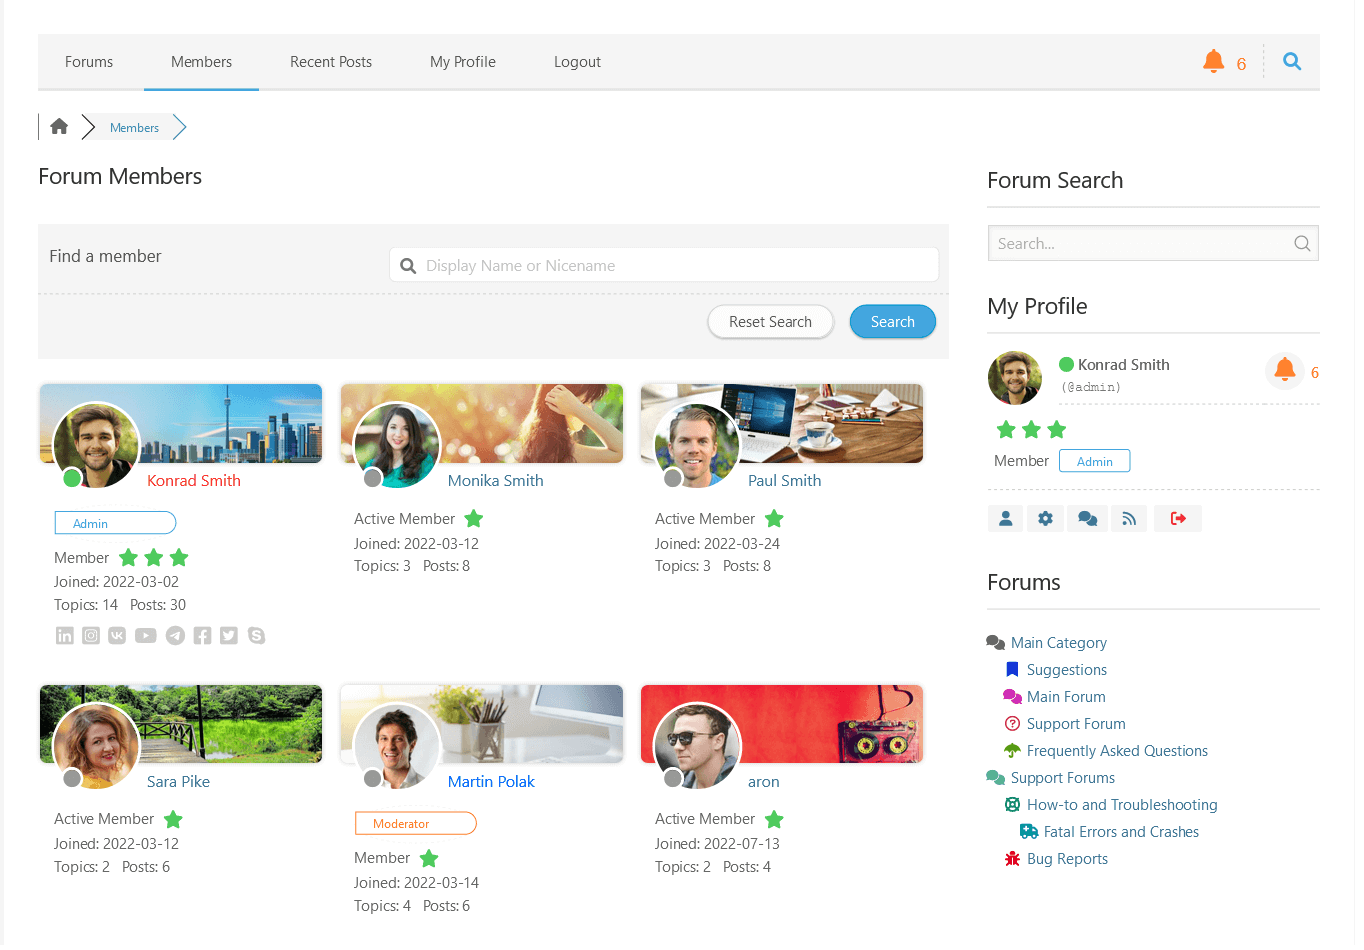 Forums Members Recent Posts My Profile Logout 6
Members
Forum Members
Find a member
Display Name or Nicename
Reset Search Search
Konrad Smith
Admin
Member
Joined: 2022-03-02
Topics: 14 Posts: 30
Monika Smith
Active Member
Joined: 2022-03-12
Topics: 3 Posts: 8
Paul Smith
Active Member
Joined: 2022-03-24
Topics: 3 Posts: 8
Sara Pike
Active Member
Joined: 2022-03-12
Topics: 2 Posts: 6
Martin Polak
Moderator
Member
Joined: 2022-03-14
Topics: 4 Posts: 6
aron
Active Member
Joined: 2022-07-13
Topics: 2 Posts: 4
Forum Search
Search...
My Profile
Konrad Smith 6
(@admin)
Member Admin
Forums
Main Category
Suggestions
Main Forum
Support Forum
Frequently Asked Questions
Support Forums
How-to and Troubleshooting
Fatal Errors and Crashes
Bug Reports